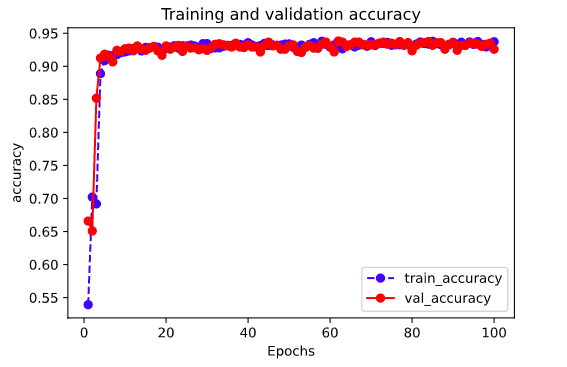 Training and validation accuracy
0.95
0.90
0.85
0.80
0.75
0.70
0.65
0.60
0.55
accuracy
train_accuracy
val_accuracy
0 20 40 60 80 100
Epochs